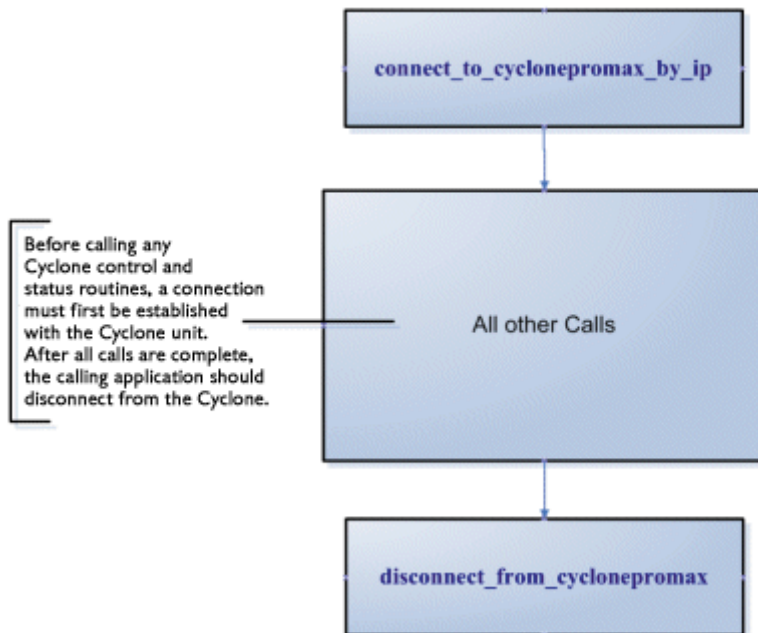 connect_to_cyclonepromax_by_ip
Before calling any
Cyclone control and
status routines, a connection
must first be established
with the Cyclone unit.
After all calls are complete,
the calling application should
disconnect from the Cyclone.
All other Calls
disconnect_from_cyclonepromax